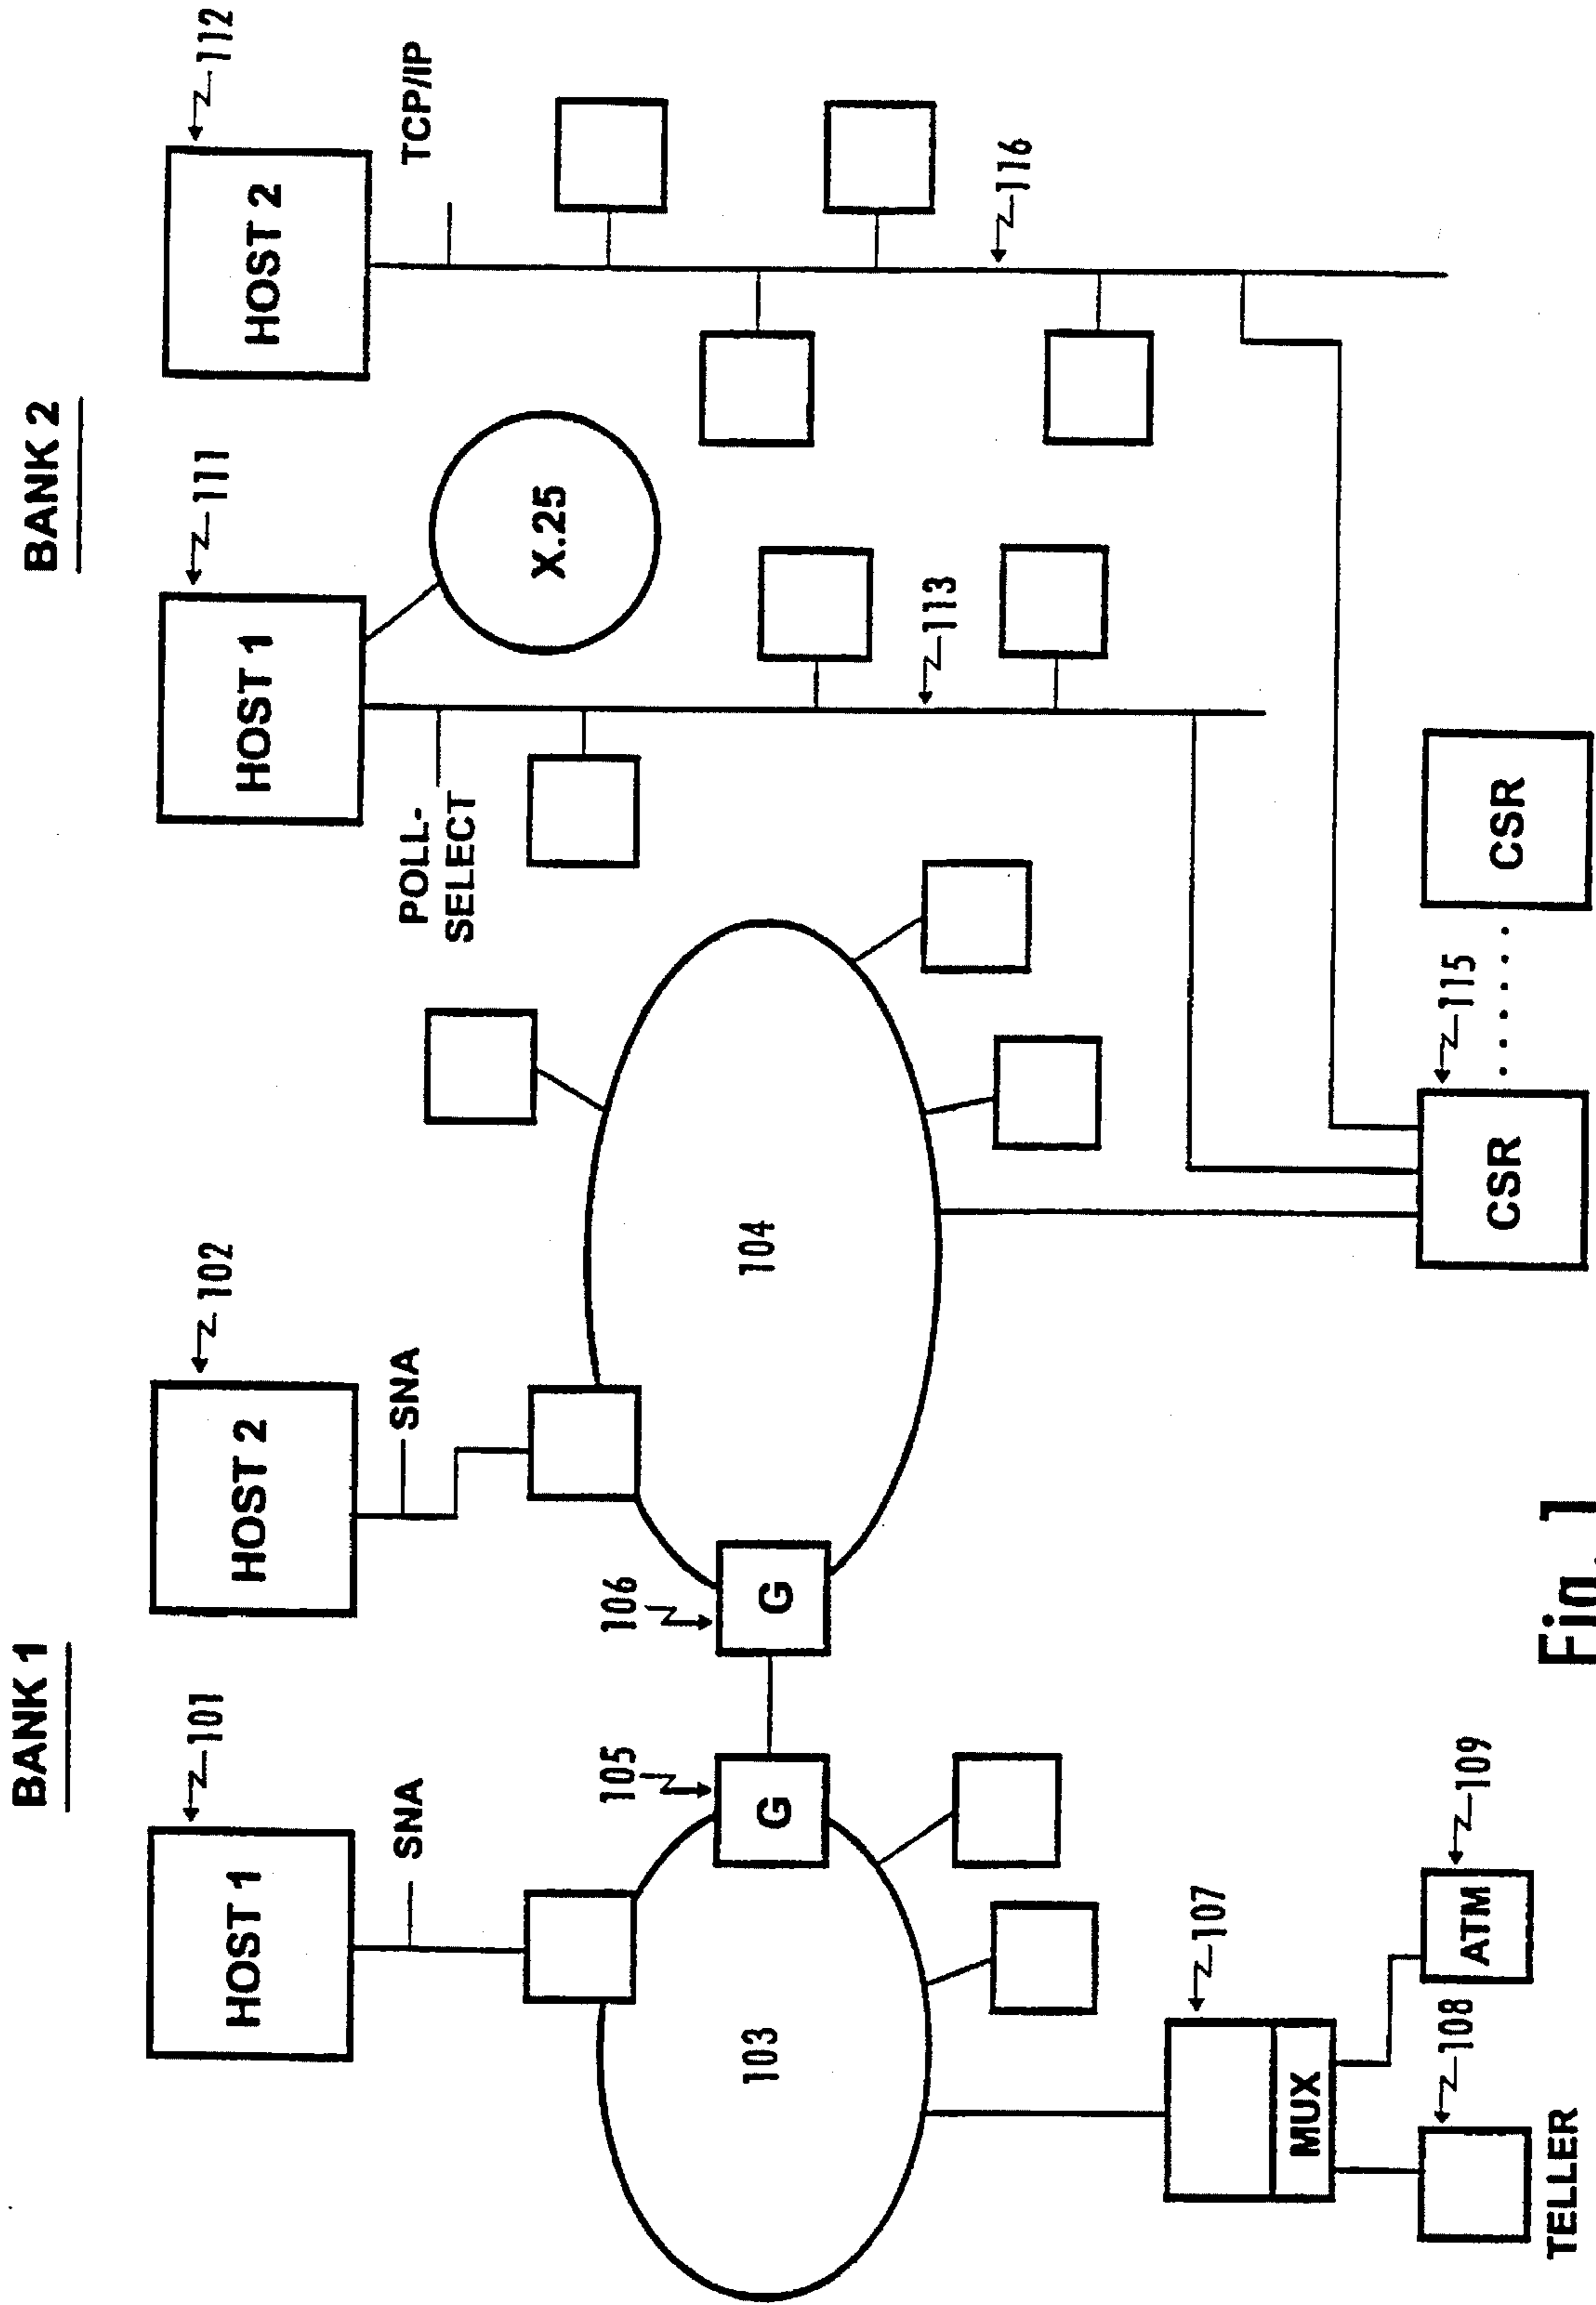 BANK 1
BANK 2
HOST 1
101
HOST 2
102
HOST 1
111
HOST 2
112
SNA
SNA
POLL-
SELECT
TCP/IP
X.25
105
106
G
G
103
104
113
116
107
MUX
108
TELLER
ATM
109
CSR
115
CSR
Fig. 1